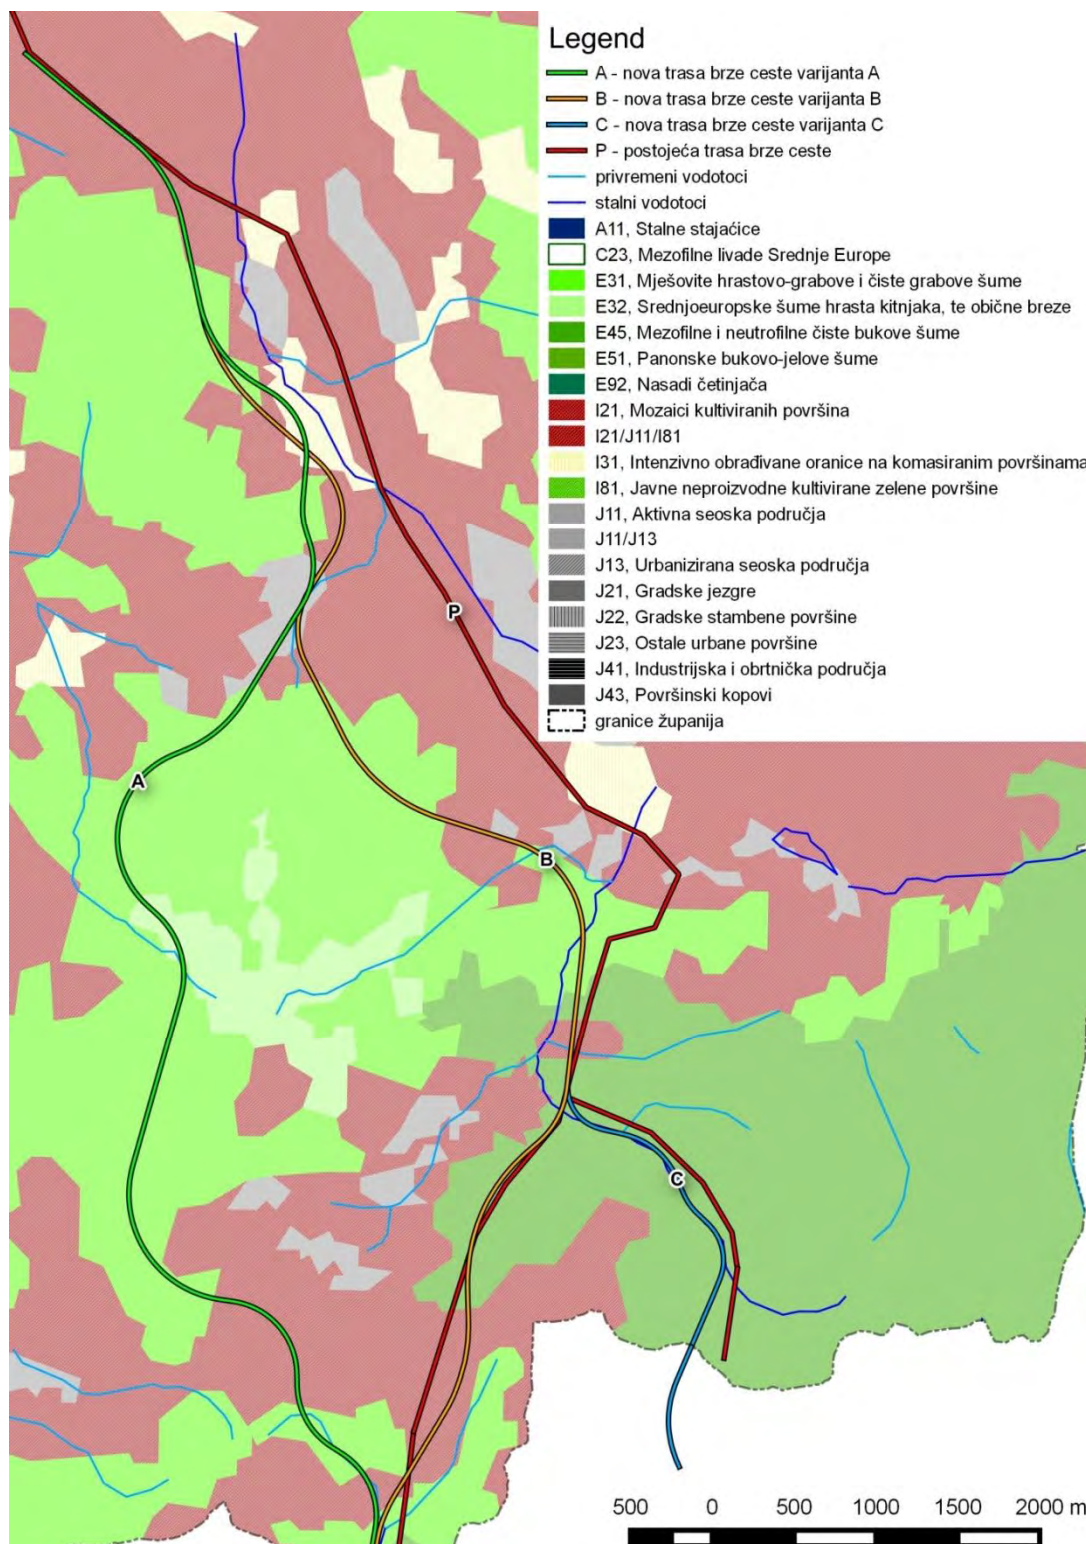 Legend
A - nova trasa brze ceste varijanta A
B - nova trasa brze ceste varijanta B
C - nova trasa brze ceste varijanta C
P - postojeća trasa brze ceste
privremeni vodotoci
stalni vodotoci
A11, Stalne stajaćice
C23, Mezofilne livade Srednje Europe
E31, Mješovite hrastovo-grabove i čiste grabove šume
E32, Srednjoeuropske šume hrasta kitnjaka, te obične breze
E45, Mezofilne i neutrofilne čiste bukove šume
E51, Panonske bukovo-jelove šume
E92, Nasadi četinjača
I21, Mozaici kultiviranih površina
I21/J11/I81
I31, Intenzivno obrađivane oranice na komasiranim površinama
I81, Javne neproizvodne kultivirane zelene površine
J11, Aktivna seoska područja
J11/J13
J13, Urbanizirana seoska područja
J21, Gradske jezgre
J22, Gradske stambene površine
J23, Ostale urbane površine
J41, Industrijska i obrtnička područja
J43, Površinski kopovi
granice županija
P
A
B
C
500 0 500 1000 2000 m